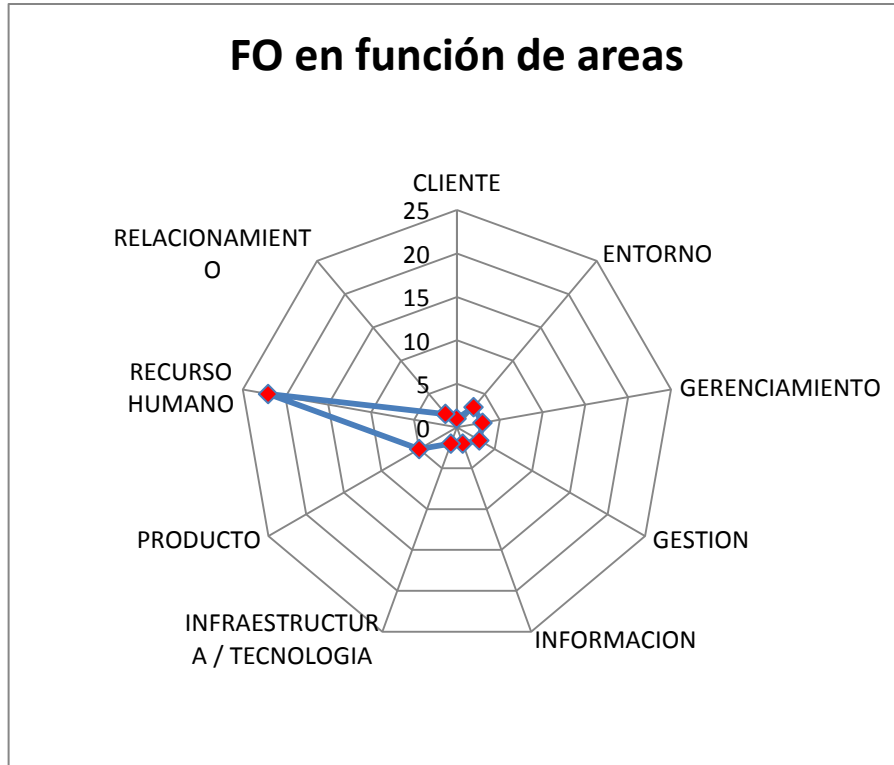 FO en función de areas
CLIENTE
25
20
15
10
5
0
ENTORNO
GERENCIAMIENTO
GESTION
INFORMACION
INFRAESTRUCTUR
A / TECNOLOGIA
PRODUCTO
RECURSO
HUMANO
RELACIONAMIENT
O